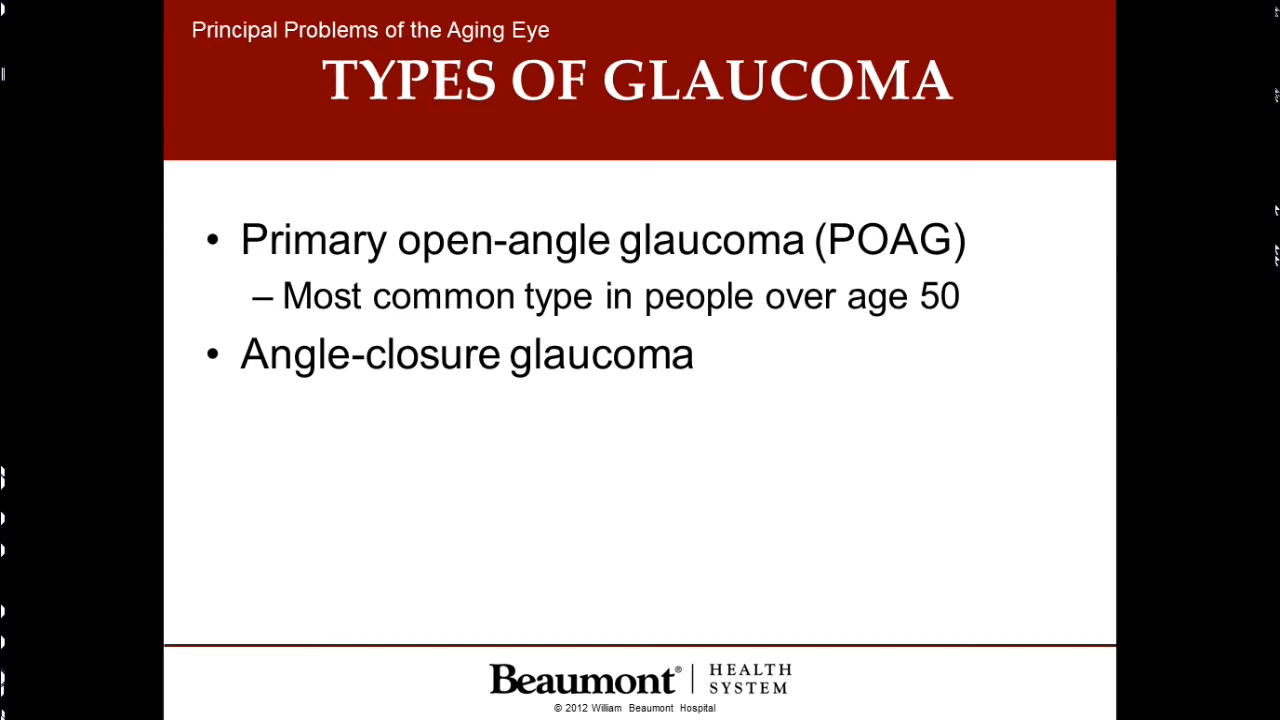 Principal Problems of the Aging Eye
TYPES OF GLAUCOMA
• Primary open-angle glaucoma (POAG)
– Most common type in people over age 50
• Angle-closure glaucoma
Beaumont® | HEALTH SYSTEM
© 2012 William Beaumont Hospital